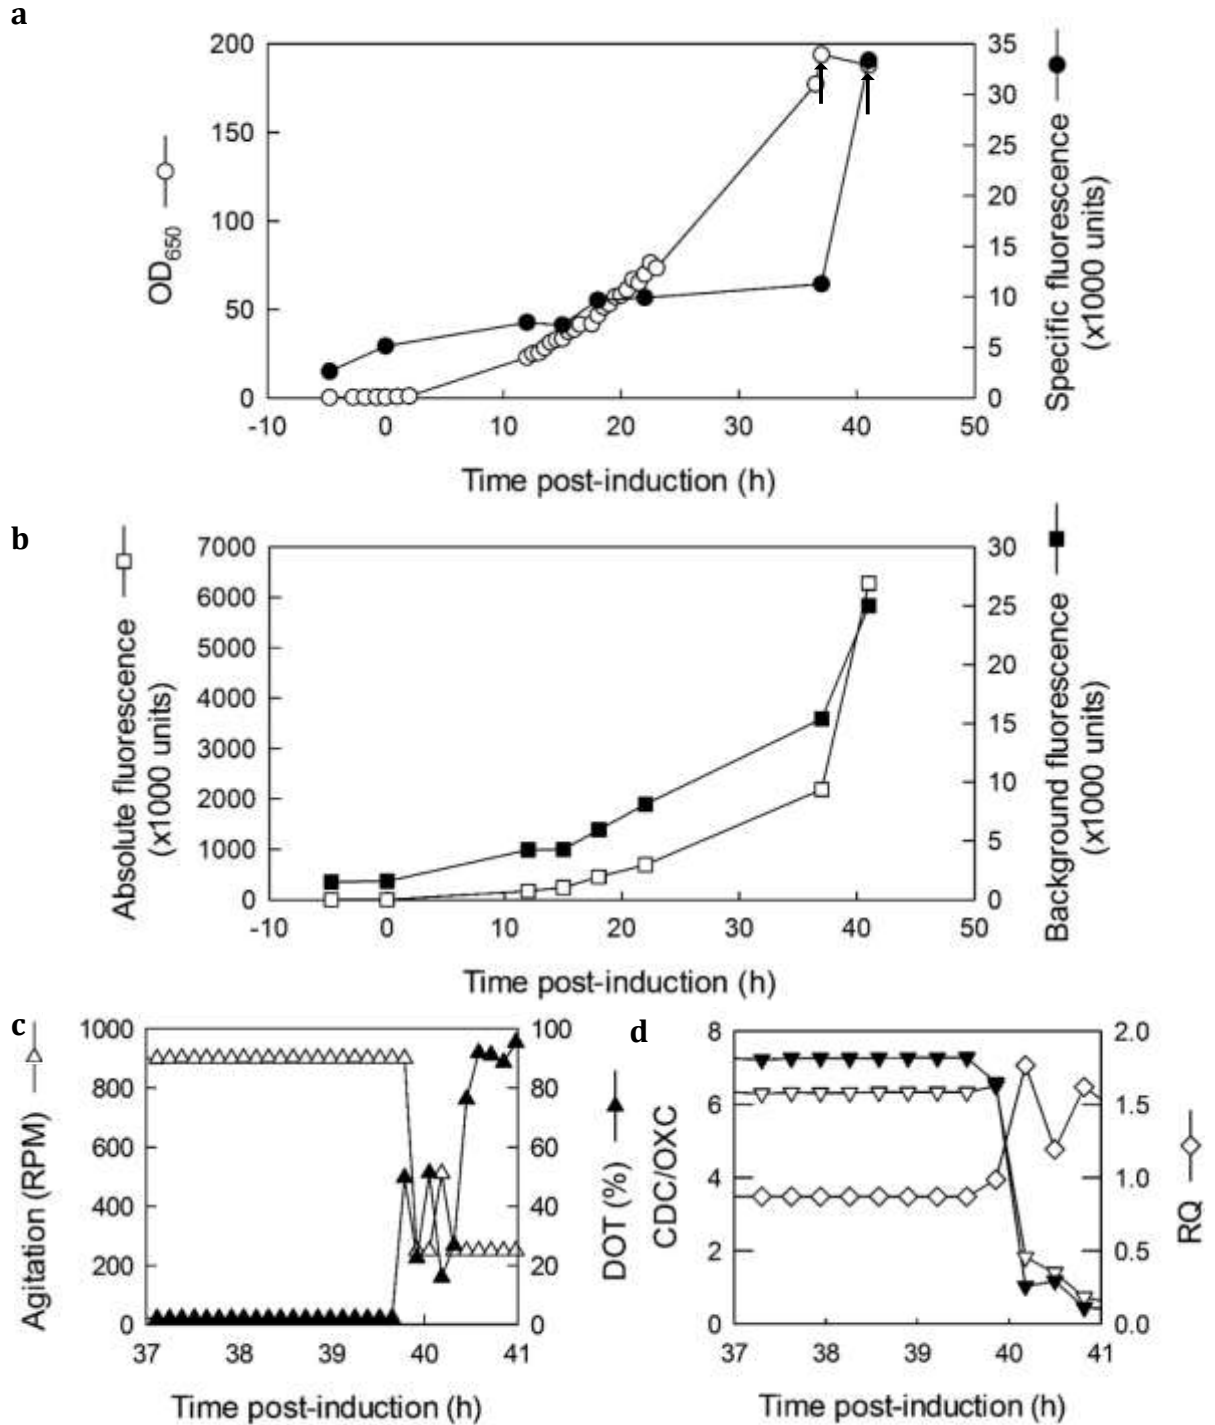 a
200
150
100
50
0
OD650
35
30
25
20
15
10
5
0
Specific fluorescence
(x1000 units)
-10 0 10 20 30 40 50
Time post-induction (h)
b
7000
6000
5000
4000
3000
2000
1000
0
Absolute fluorescence
(x1000 units)
30
25
20
15
10
5
0
Background fluorescence
(x1000 units)
-10 0 10 20 30 40 50
Time post-induction (h)
c
1000
800
600
400
200
0
Agitation (RPM)
100
80
60
40
20
0
DOT (%)
37 38 39 40 41
Time post-induction (h)
d
8
6
4
2
0
CDC/OXC
2.0
1.5
1.0
0.5
0.0
RQ
37 38 39 40 41
Time post-induction (h)